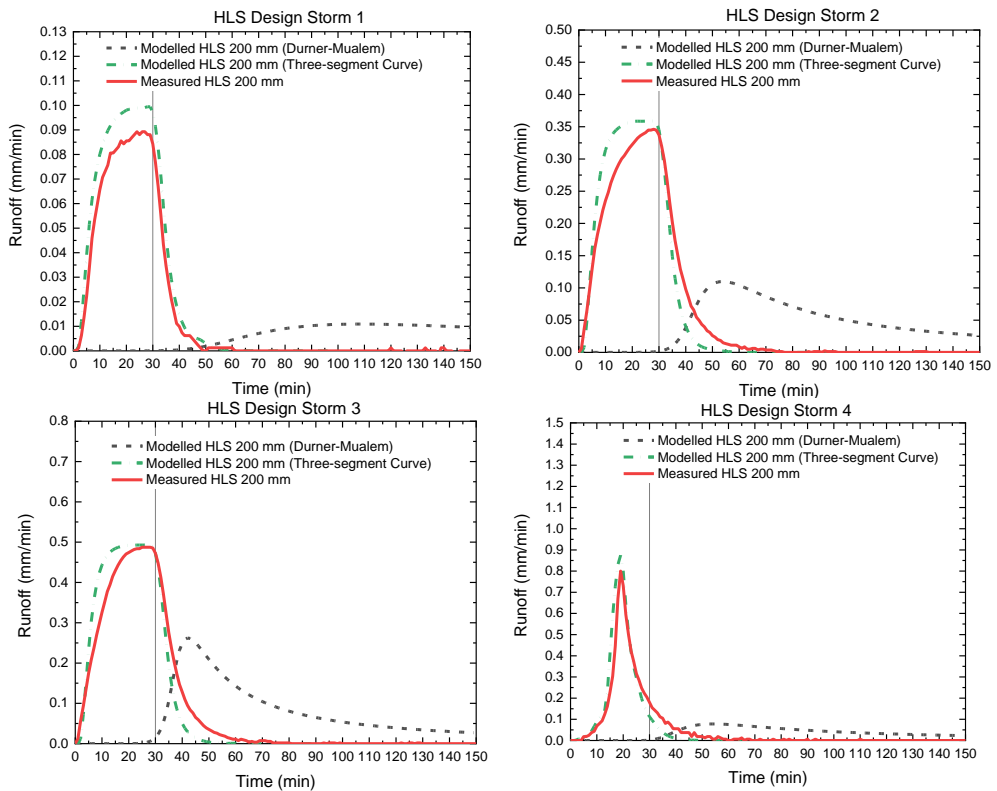 HLS Design Storm 1
0.13
0.12
0.11
0.10
0.09
0.08
0.07
0.06
0.05
0.04
0.03
0.02
0.01
0.00
Runoff (mm/min)
Modelled HLS 200 mm (Durner-Mualem)
Modelled HLS 200 mm (Three-segment Curve)
Measured HLS 200 mm
0 10 20 30 40 50 60 70 80 90 100 110 120 130 140 150
Time (min)
HLS Design Storm 2
0.50
0.45
0.40
0.35
0.30
0.25
0.20
0.15
0.10
0.05
0.00
Runoff (mm/min)
Modelled HLS 200 mm (Durner-Mualem)
Modelled HLS 200 mm (Three-segment Curve)
Measured HLS 200 mm
0 10 20 30 40 50 60 70 80 90 100 110 120 130 140 150
Time (min)
HLS Design Storm 3
0.8
0.7
0.6
0.5
0.4
0.3
0.2
0.1
0.0
Runoff (mm/min)
Modelled HLS 200 mm (Durner-Mualem)
Modelled HLS 200 mm (Three-segment Curve)
Measured HLS 200 mm
0 10 20 30 40 50 60 70 80 90 100 110 120 130 140 150
Time (min)
HLS Design Storm 4
1.5
1.4
1.3
1.2
1.1
1.0
0.9
0.8
0.7
0.6
0.5
0.4
0.3
0.2
0.1
0.0
Runoff (mm/min)
Modelled HLS 200 mm (Durner-Mualem)
Modelled HLS 200 mm (Three-segment Curve)
Measured HLS 200 mm
0 10 20 30 40 50 60 70 80 90 100 110 120 130 140 150
Time (min)